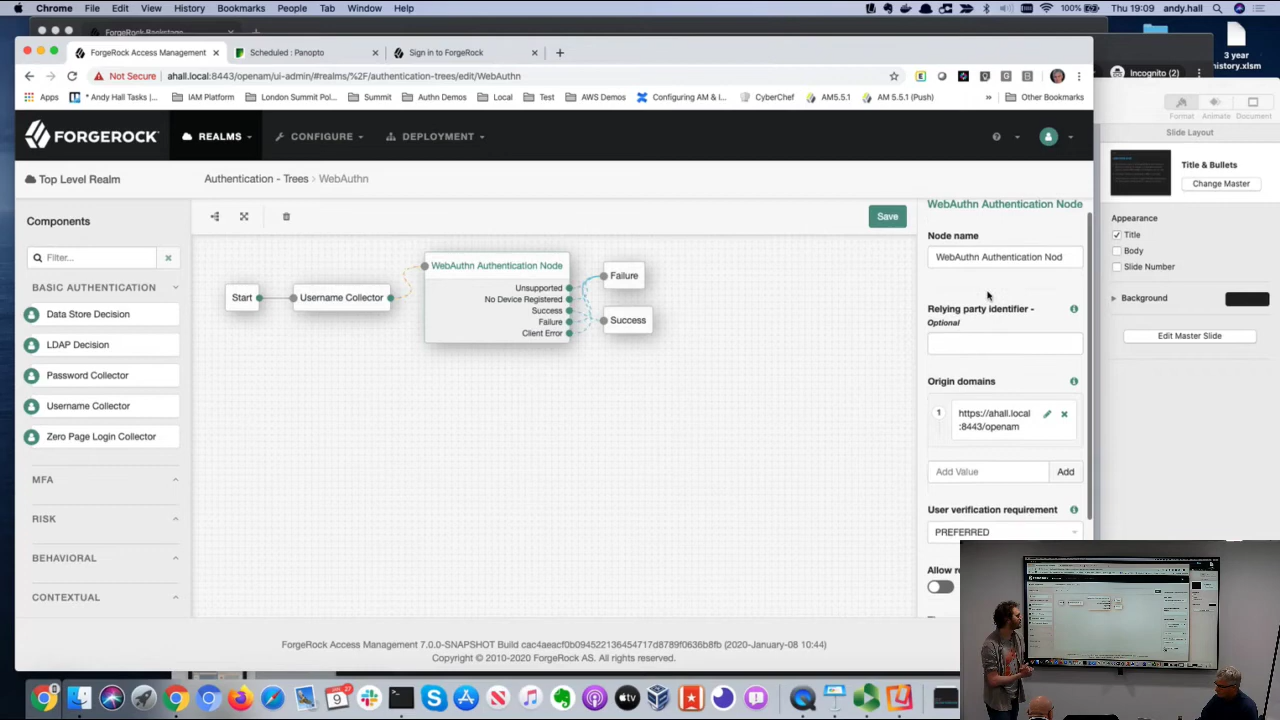 Chrome File Edit View History Bookmarks People Tab Window Help
100% Thu 17:09 andy.hall
ForgeRock Backstage
ForgeRock Access Management
Scheduled : Panopto
Sign in to ForgeRock
Incognito (2)
3 year
history.xlsm
Not Secure ahall.local:8443/openam/ui-admin/#realms/%2F/authentication-trees/edit/WebAuthn
Apps
* Andy Hall Tasks |...
IAM Platform
London Summit Pol...
Summit
Authn Demos
Local
Test
AWS Demos
Configuring AM & I...
CyberChef
AM5.5.1
AM 5.5.1 (Push)
»
Other Bookmarks
FORGEROCK
REALMS
CONFIGURE
DEPLOYMENT
Top Level Realm
Authentication - Trees > WebAuthn
Components
Filter...
BASIC AUTHENTICATION
Data Store Decision
LDAP Decision
Password Collector
Username Collector
Zero Page Login Collector
MFA
RISK
BEHAVIORAL
CONTEXTUAL
Save
Start
Username Collector
WebAuthn Authentication Node
Unsupported
No Device Registered
Success
Failure
Client Error
Failure
Success
WebAuthn Authentication Node
Node name
WebAuthn Authentication Nod
Relying party identifier -
Optional
Origin domains
1
https://ahall.local
:8443/openam
Add Value
Add
User verification requirement
PREFERRED
Allow r
ForgeRock Access Management 7.0.0-SNAPSHOT Build cac4aeacf0b094522136454717d8789f0636b8fb (2020-January-08 10:44)
Copyright © 2010-2020 ForgeRock AS. All rights reserved.
Format
Animate
Document
Slide Layout
Title & Bullets
Change Master
Appearance
Title
Body
Slide Number
Background
Edit Master Slide